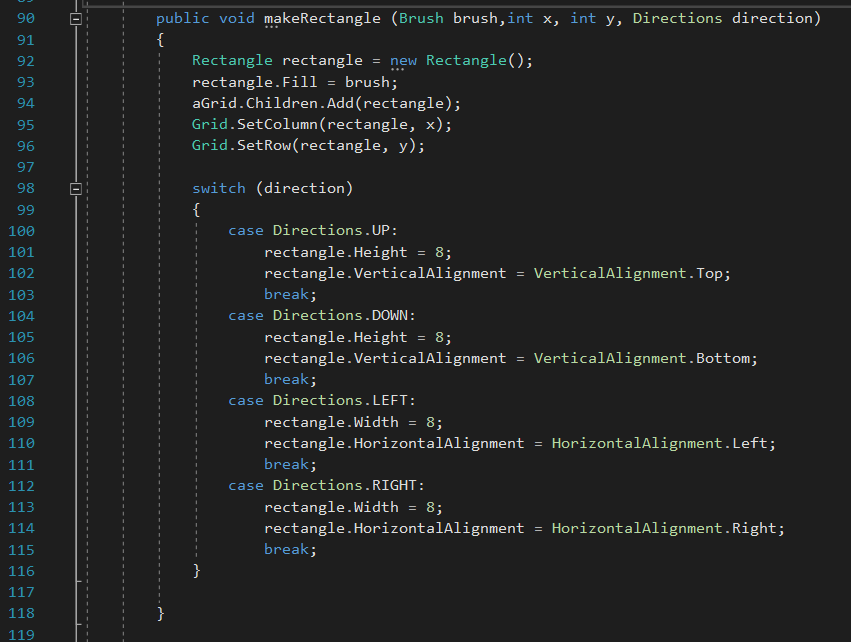 90 public void makeRectangle (Brush brush,int x, int y, Directions direction)
91 {
92 Rectangle rectangle = new Rectangle();
93 rectangle.Fill = brush;
94 aGrid.Children.Add(rectangle);
95 Grid.SetColumn(rectangle, x);
96 Grid.SetRow(rectangle, y);
97
98 switch (direction)
99 {
100 case Directions.UP:
101 rectangle.Height = 8;
102 rectangle.VerticalAlignment = VerticalAlignment.Top;
103 break;
104 case Directions.DOWN:
105 rectangle.Height = 8;
106 rectangle.VerticalAlignment = VerticalAlignment.Bottom;
107 break;
108 case Directions.LEFT:
109 rectangle.Width = 8;
110 rectangle.HorizontalAlignment = HorizontalAlignment.Left;
111 break;
112 case Directions.RIGHT:
113 rectangle.Width = 8;
114 rectangle.HorizontalAlignment = HorizontalAlignment.Right;
115 break;
116 }
117
118 }
119